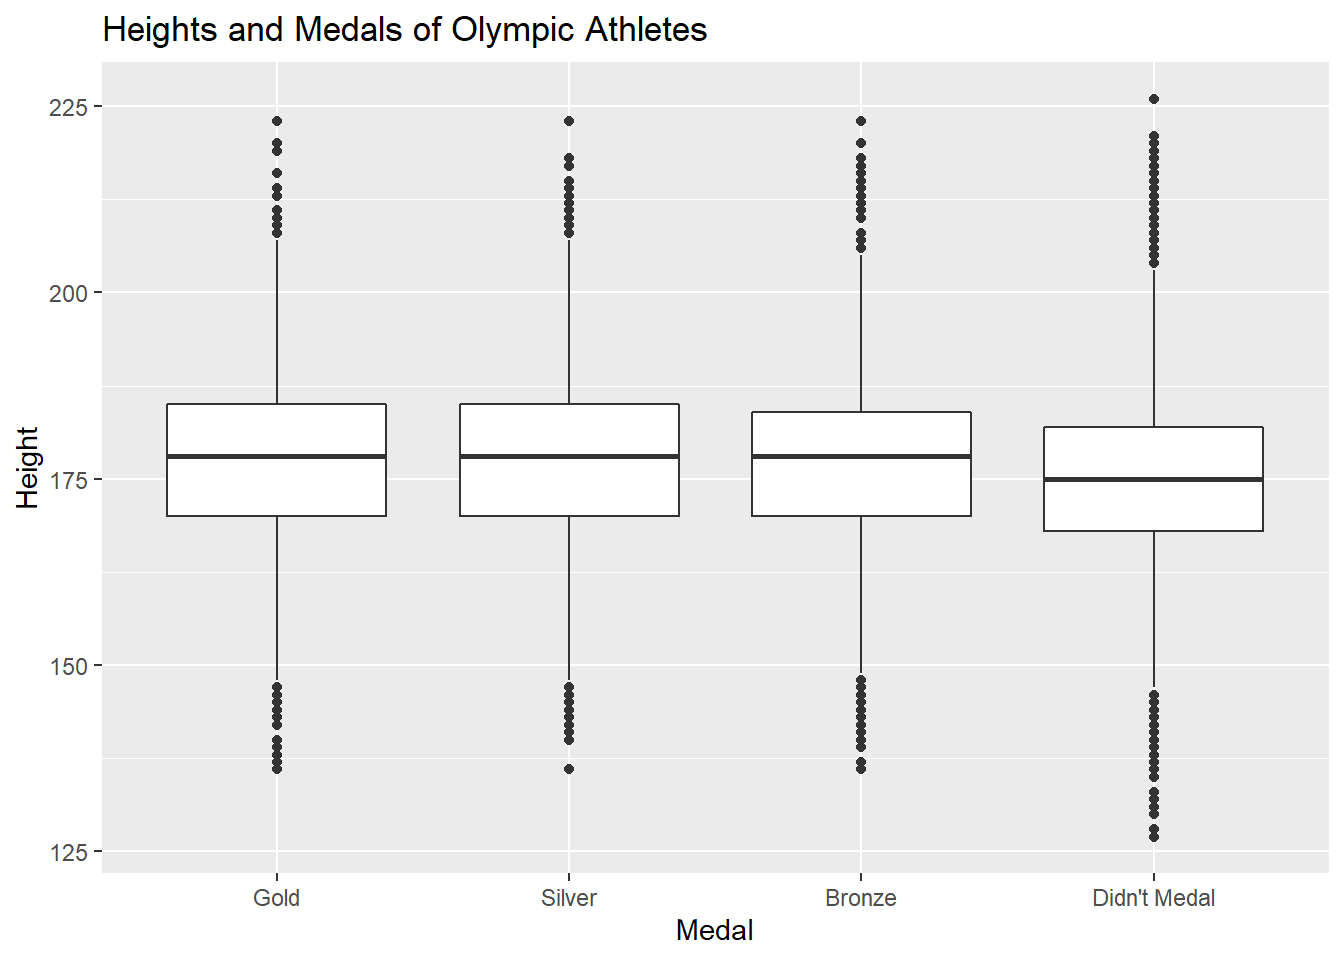 Heights and Medals of Olympic Athletes
Height
225
200
175
150
125
Gold Silver Bronze Didn't Medal
Medal